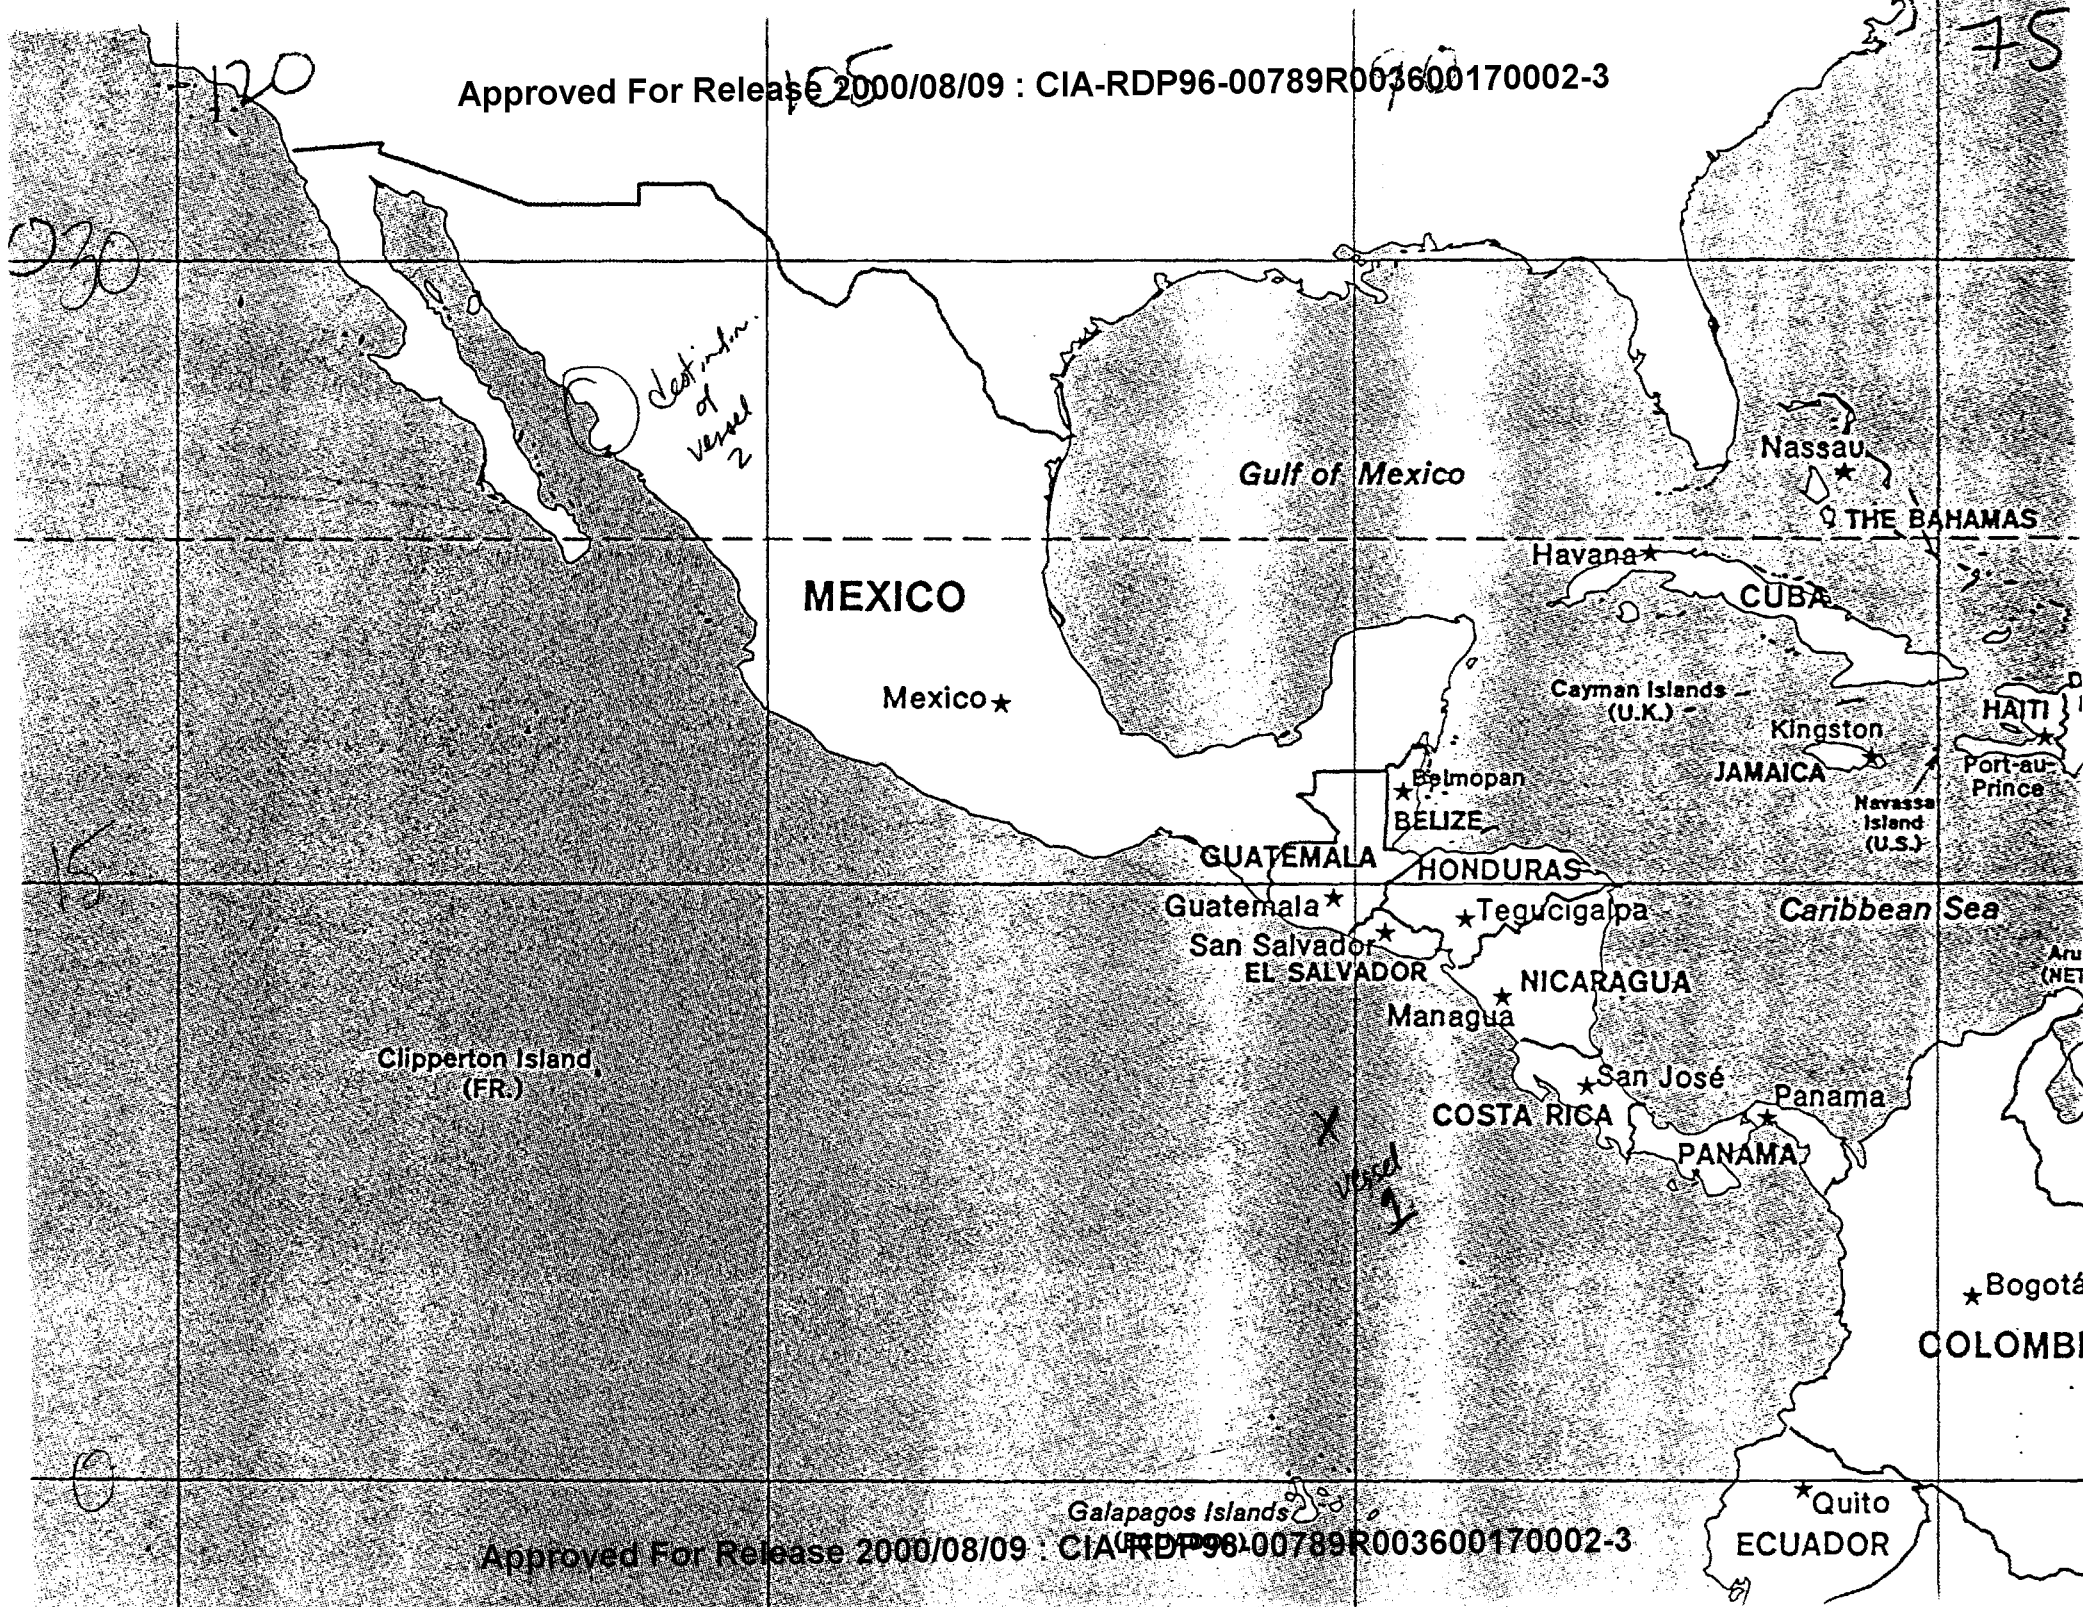 120
105
90
75
Approved For Release 2000/08/09 : CIA-RDP96-00789R003600170002-3
30
destination
of
vessel
2
Gulf of Mexico
Nassau
THE BAHAMAS
Havana
MEXICO
CUBA
Mexico
Cayman Islands
(U.K.)
Kingston
HAITI
JAMAICA
Port-au-
Prince
Navassa
Island
(U.S.)
Belmopan
BELIZE
15
GUATEMALA
HONDURAS
Guatemala
Tegucigalpa
Caribbean Sea
San Salvador
EL SALVADOR
NICARAGUA
Aru
(NET
Managua
Clipperton Island
(FR.)
San José
COSTA RICA
Panama
X
PANAMA
vessel
1
Bogotá
COLOMBI
0
Galapagos Islands
Quito
Approved For Release 2000/08/09 : CIA-RDP96-00789R003600170002-3
ECUADOR